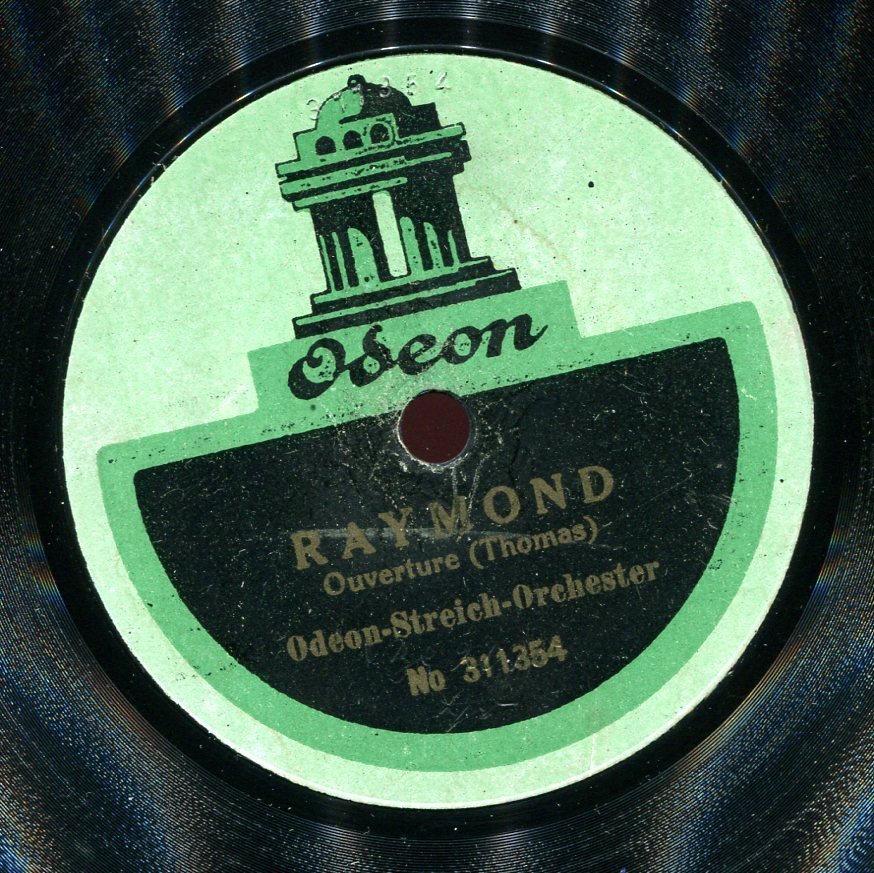 311354
Odeon
RAYMOND
Ouverture (Thomas)
Odeon-Streich-Orchester
No 311354